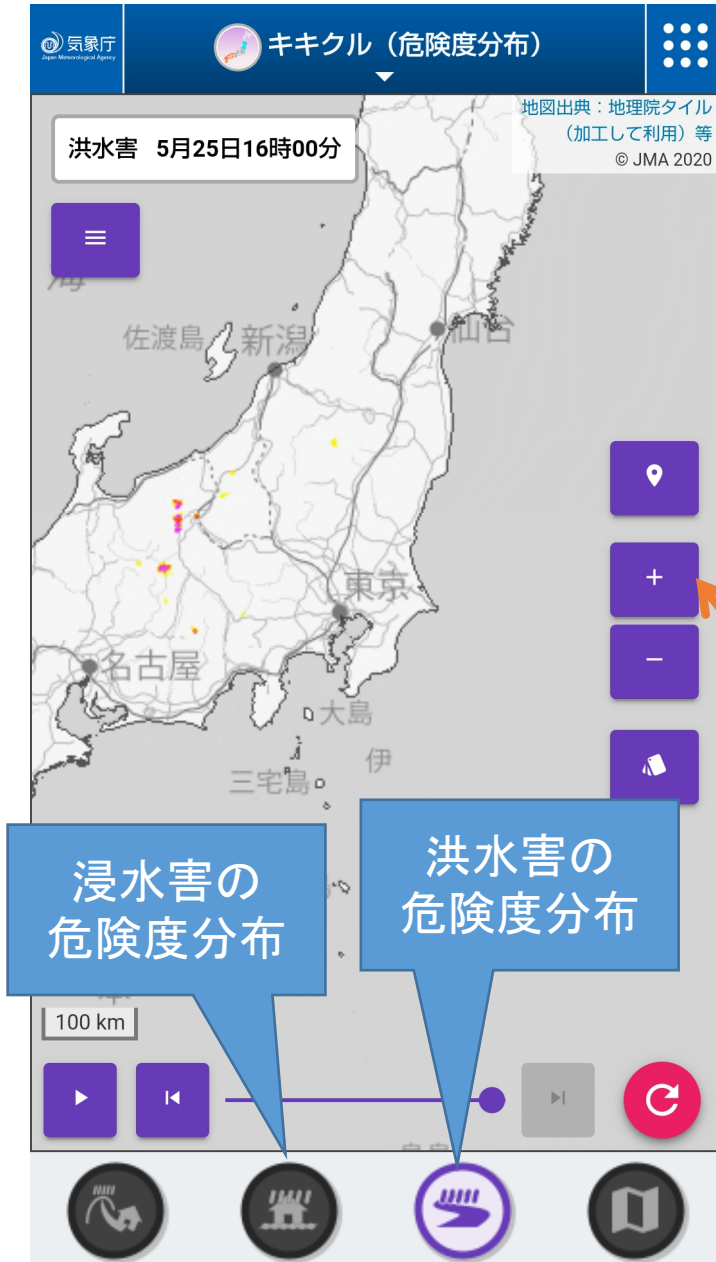 気象庁
Japan Meteorological Agency
キキクル（危険度分布）
地図出典：地理院タイル
（加工して利用）等
© JMA 2020
洪水害 5月25日16時00分
海
佐渡島
新潟
仙台
東京
名古屋
大島
伊
三宅島
浸水害の
危険度分布
洪水害の
危険度分布
100 km